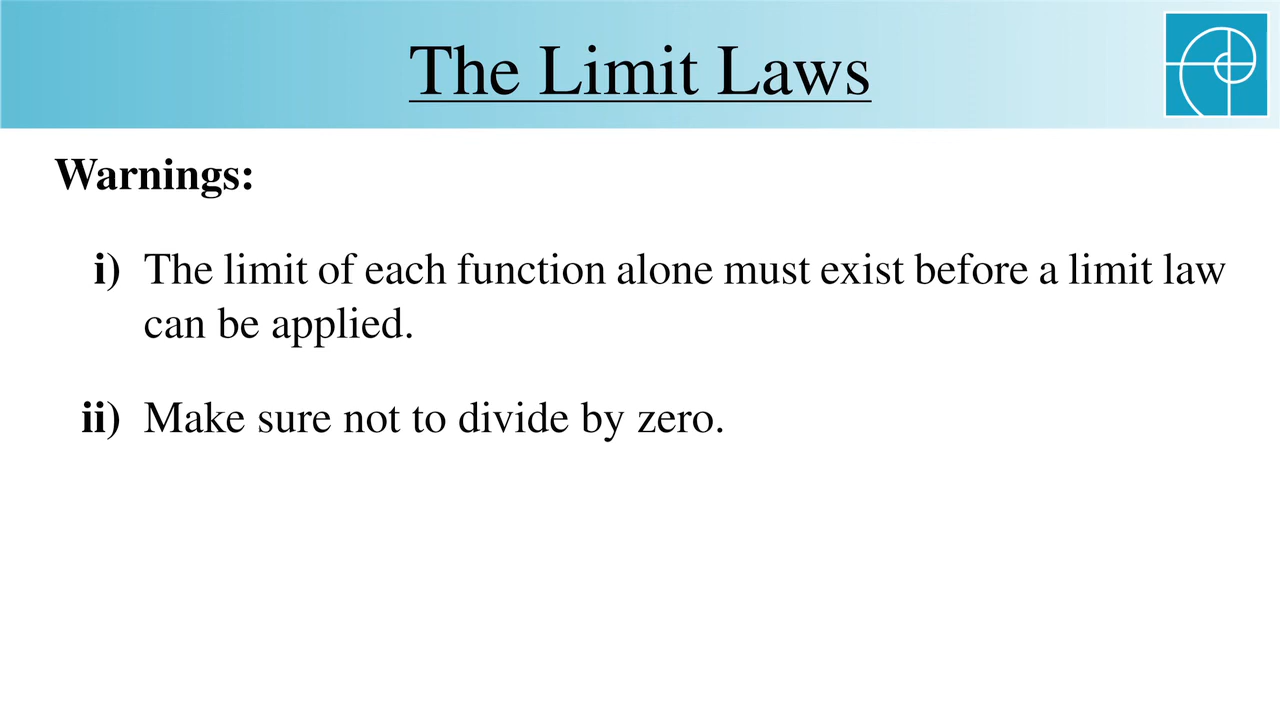 The Limit Laws
Warnings:
i) The limit of each function alone must exist before a limit law
can be applied.
ii) Make sure not to divide by zero.